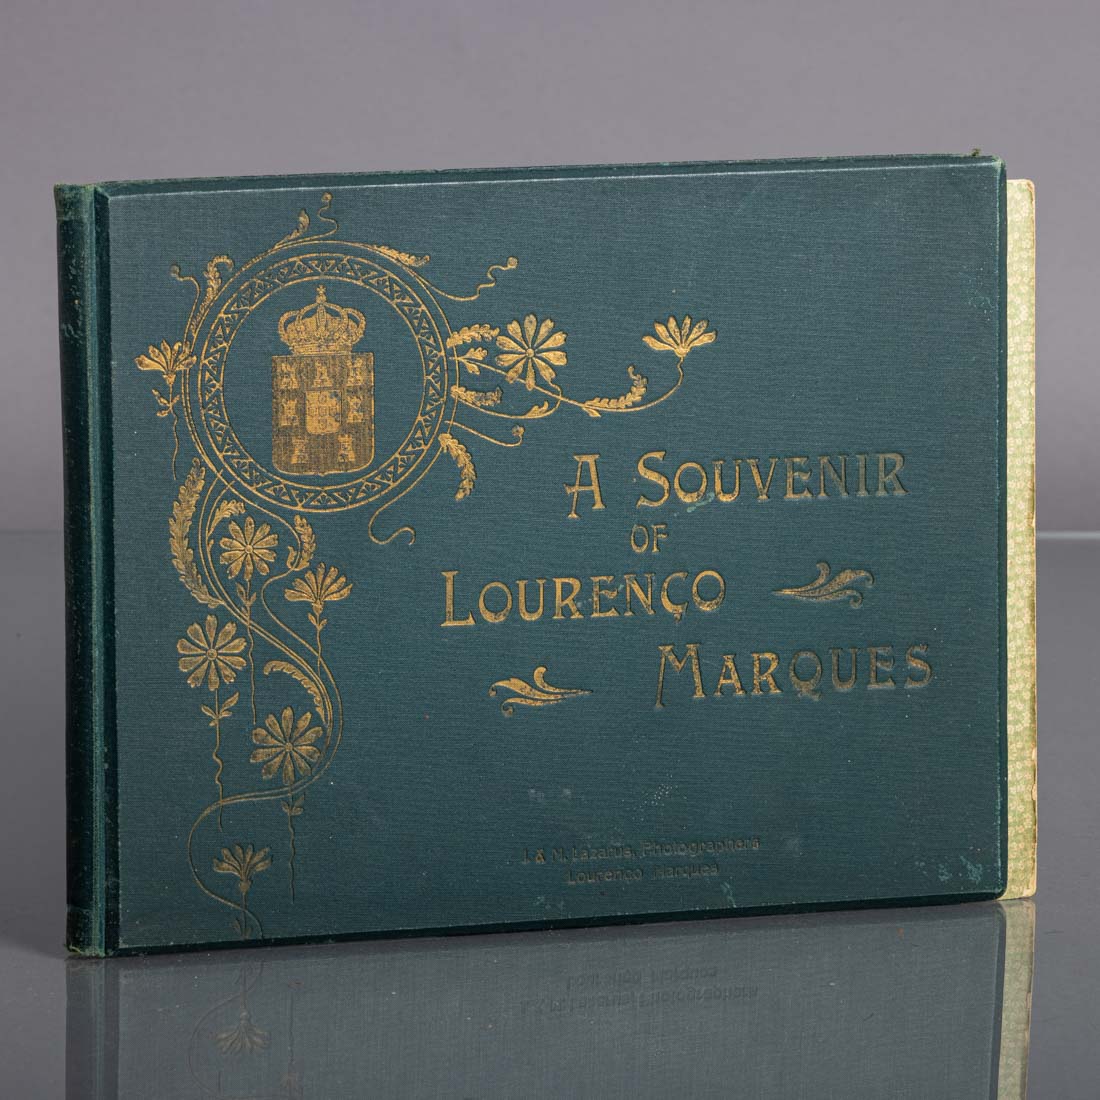 A SOUVENIR
OF
LOURENÇO
MARQUES
J. & M. Lazarus, Photographers
Lourenço Marques